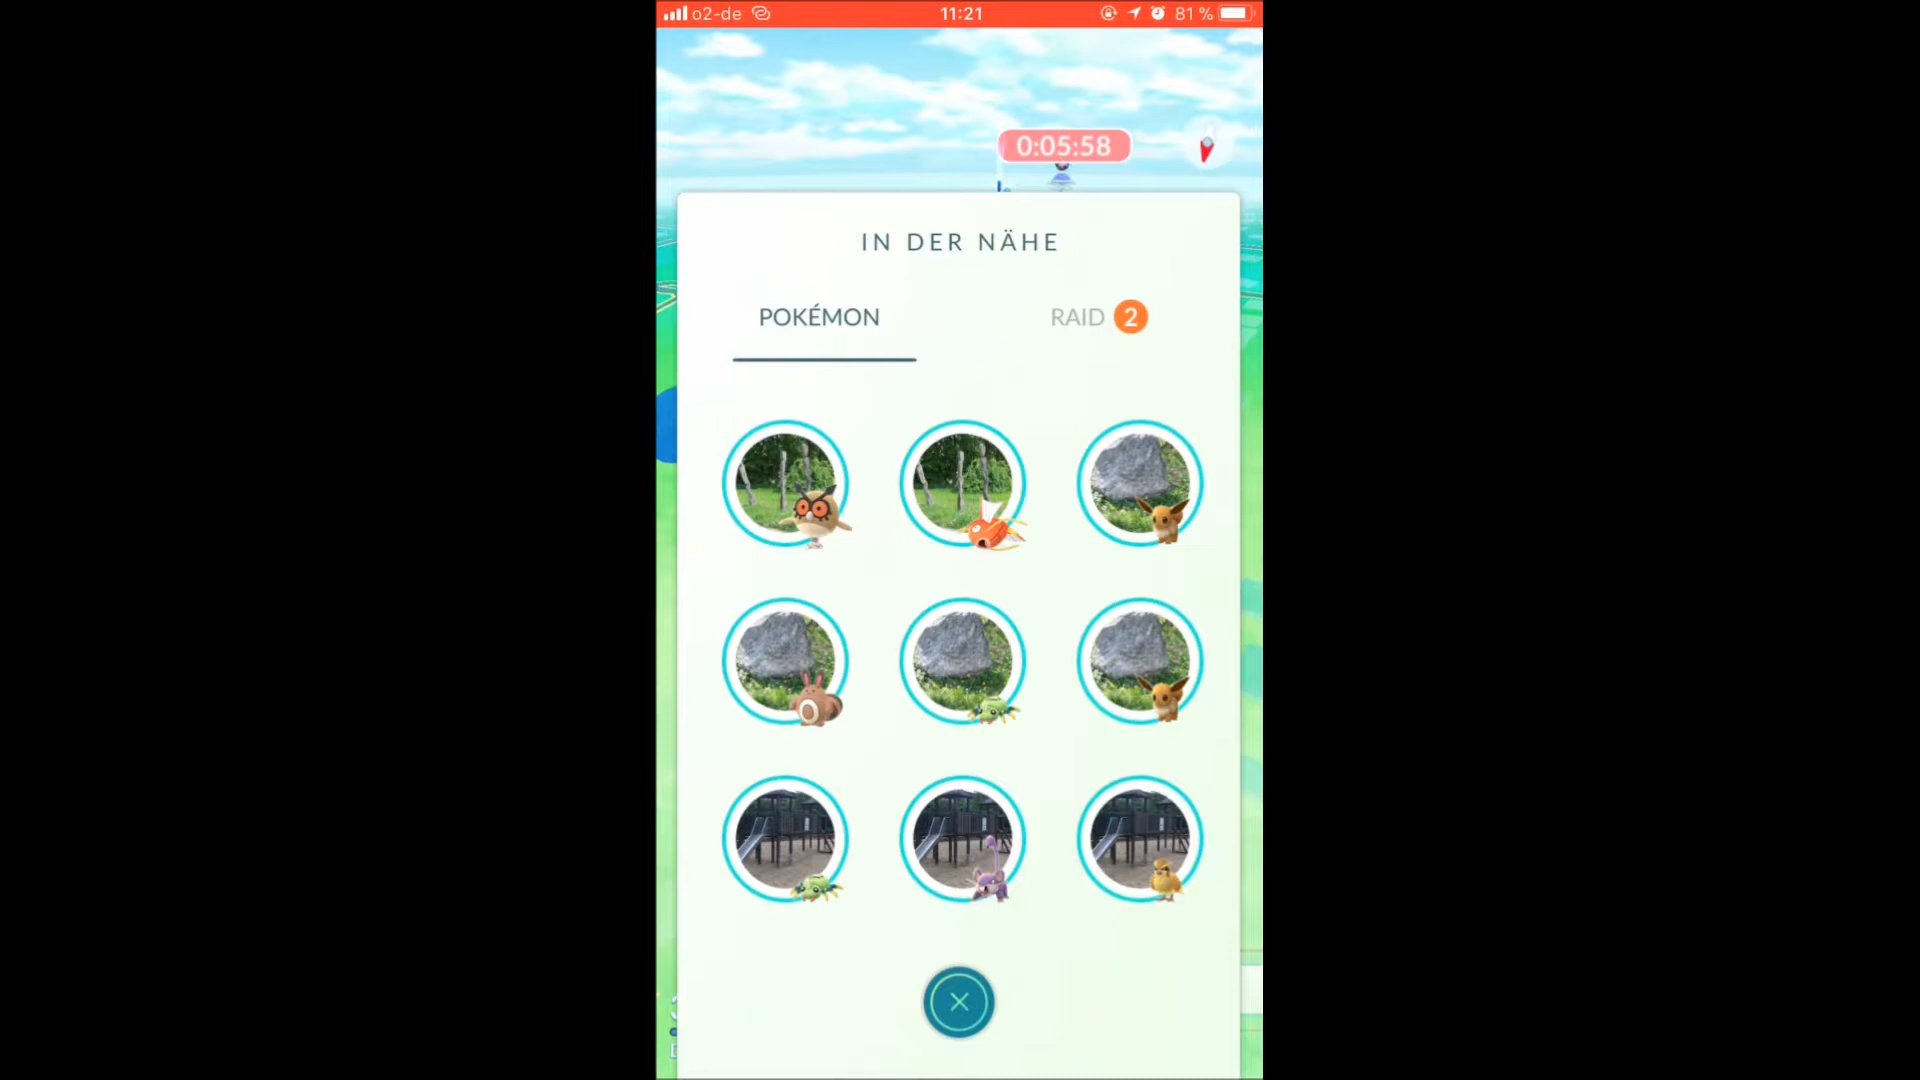 o2-de 11:21 81 %
0:05:58
IN DER NÄHE
POKÉMON RAID 2